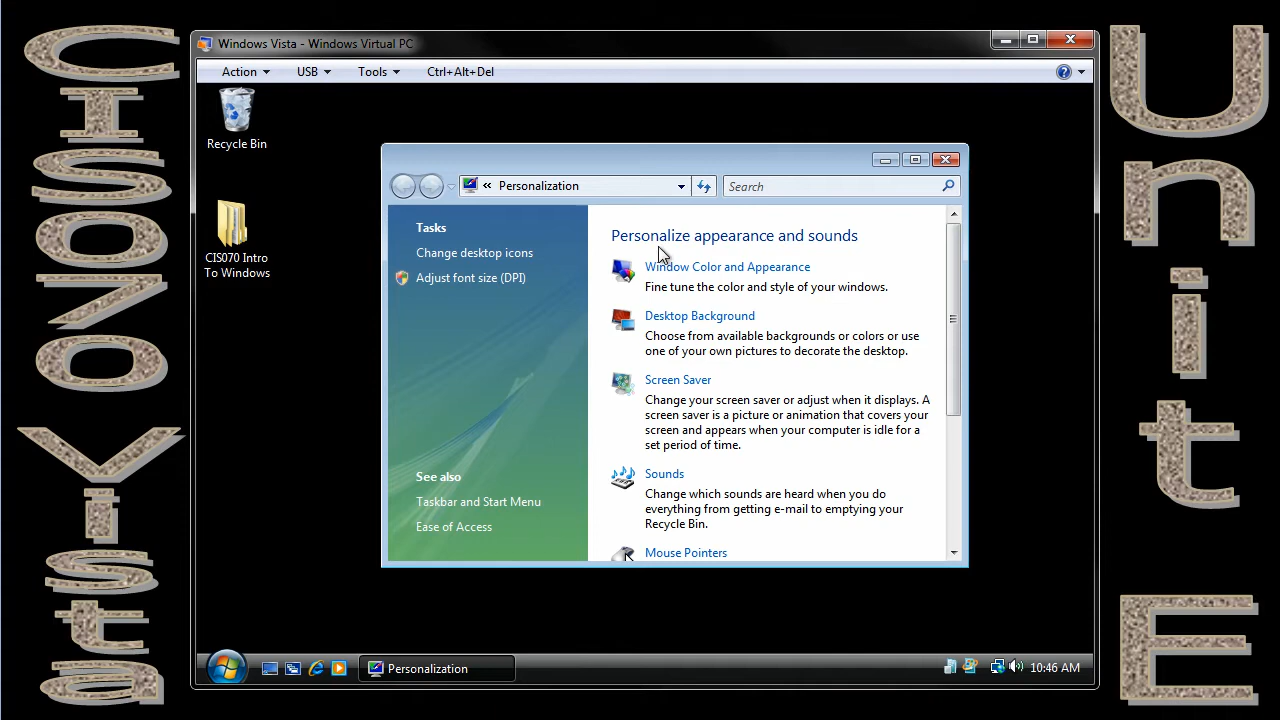 CIS070 Vista
Windows Vista - Windows Virtual PC
Action
USB
Tools
Ctrl+Alt+Del
Recycle Bin
CIS070 Intro
To Windows
Personalization
Search
Tasks
Change desktop icons
Adjust font size (DPI)
See also
Taskbar and Start Menu
Ease of Access
Personalize appearance and sounds
Window Color and Appearance
Fine tune the color and style of your windows.
Desktop Background
Choose from available backgrounds or colors or use
one of your own pictures to decorate the desktop.
Screen Saver
Change your screen saver or adjust when it displays. A
screen saver is a picture or animation that covers your
screen and appears when your computer is idle for a
set period of time.
Sounds
Change which sounds are heard when you do
everything from getting e-mail to emptying your
Recycle Bin.
Mouse Pointers
Personalization
10:46 AM
Unit E